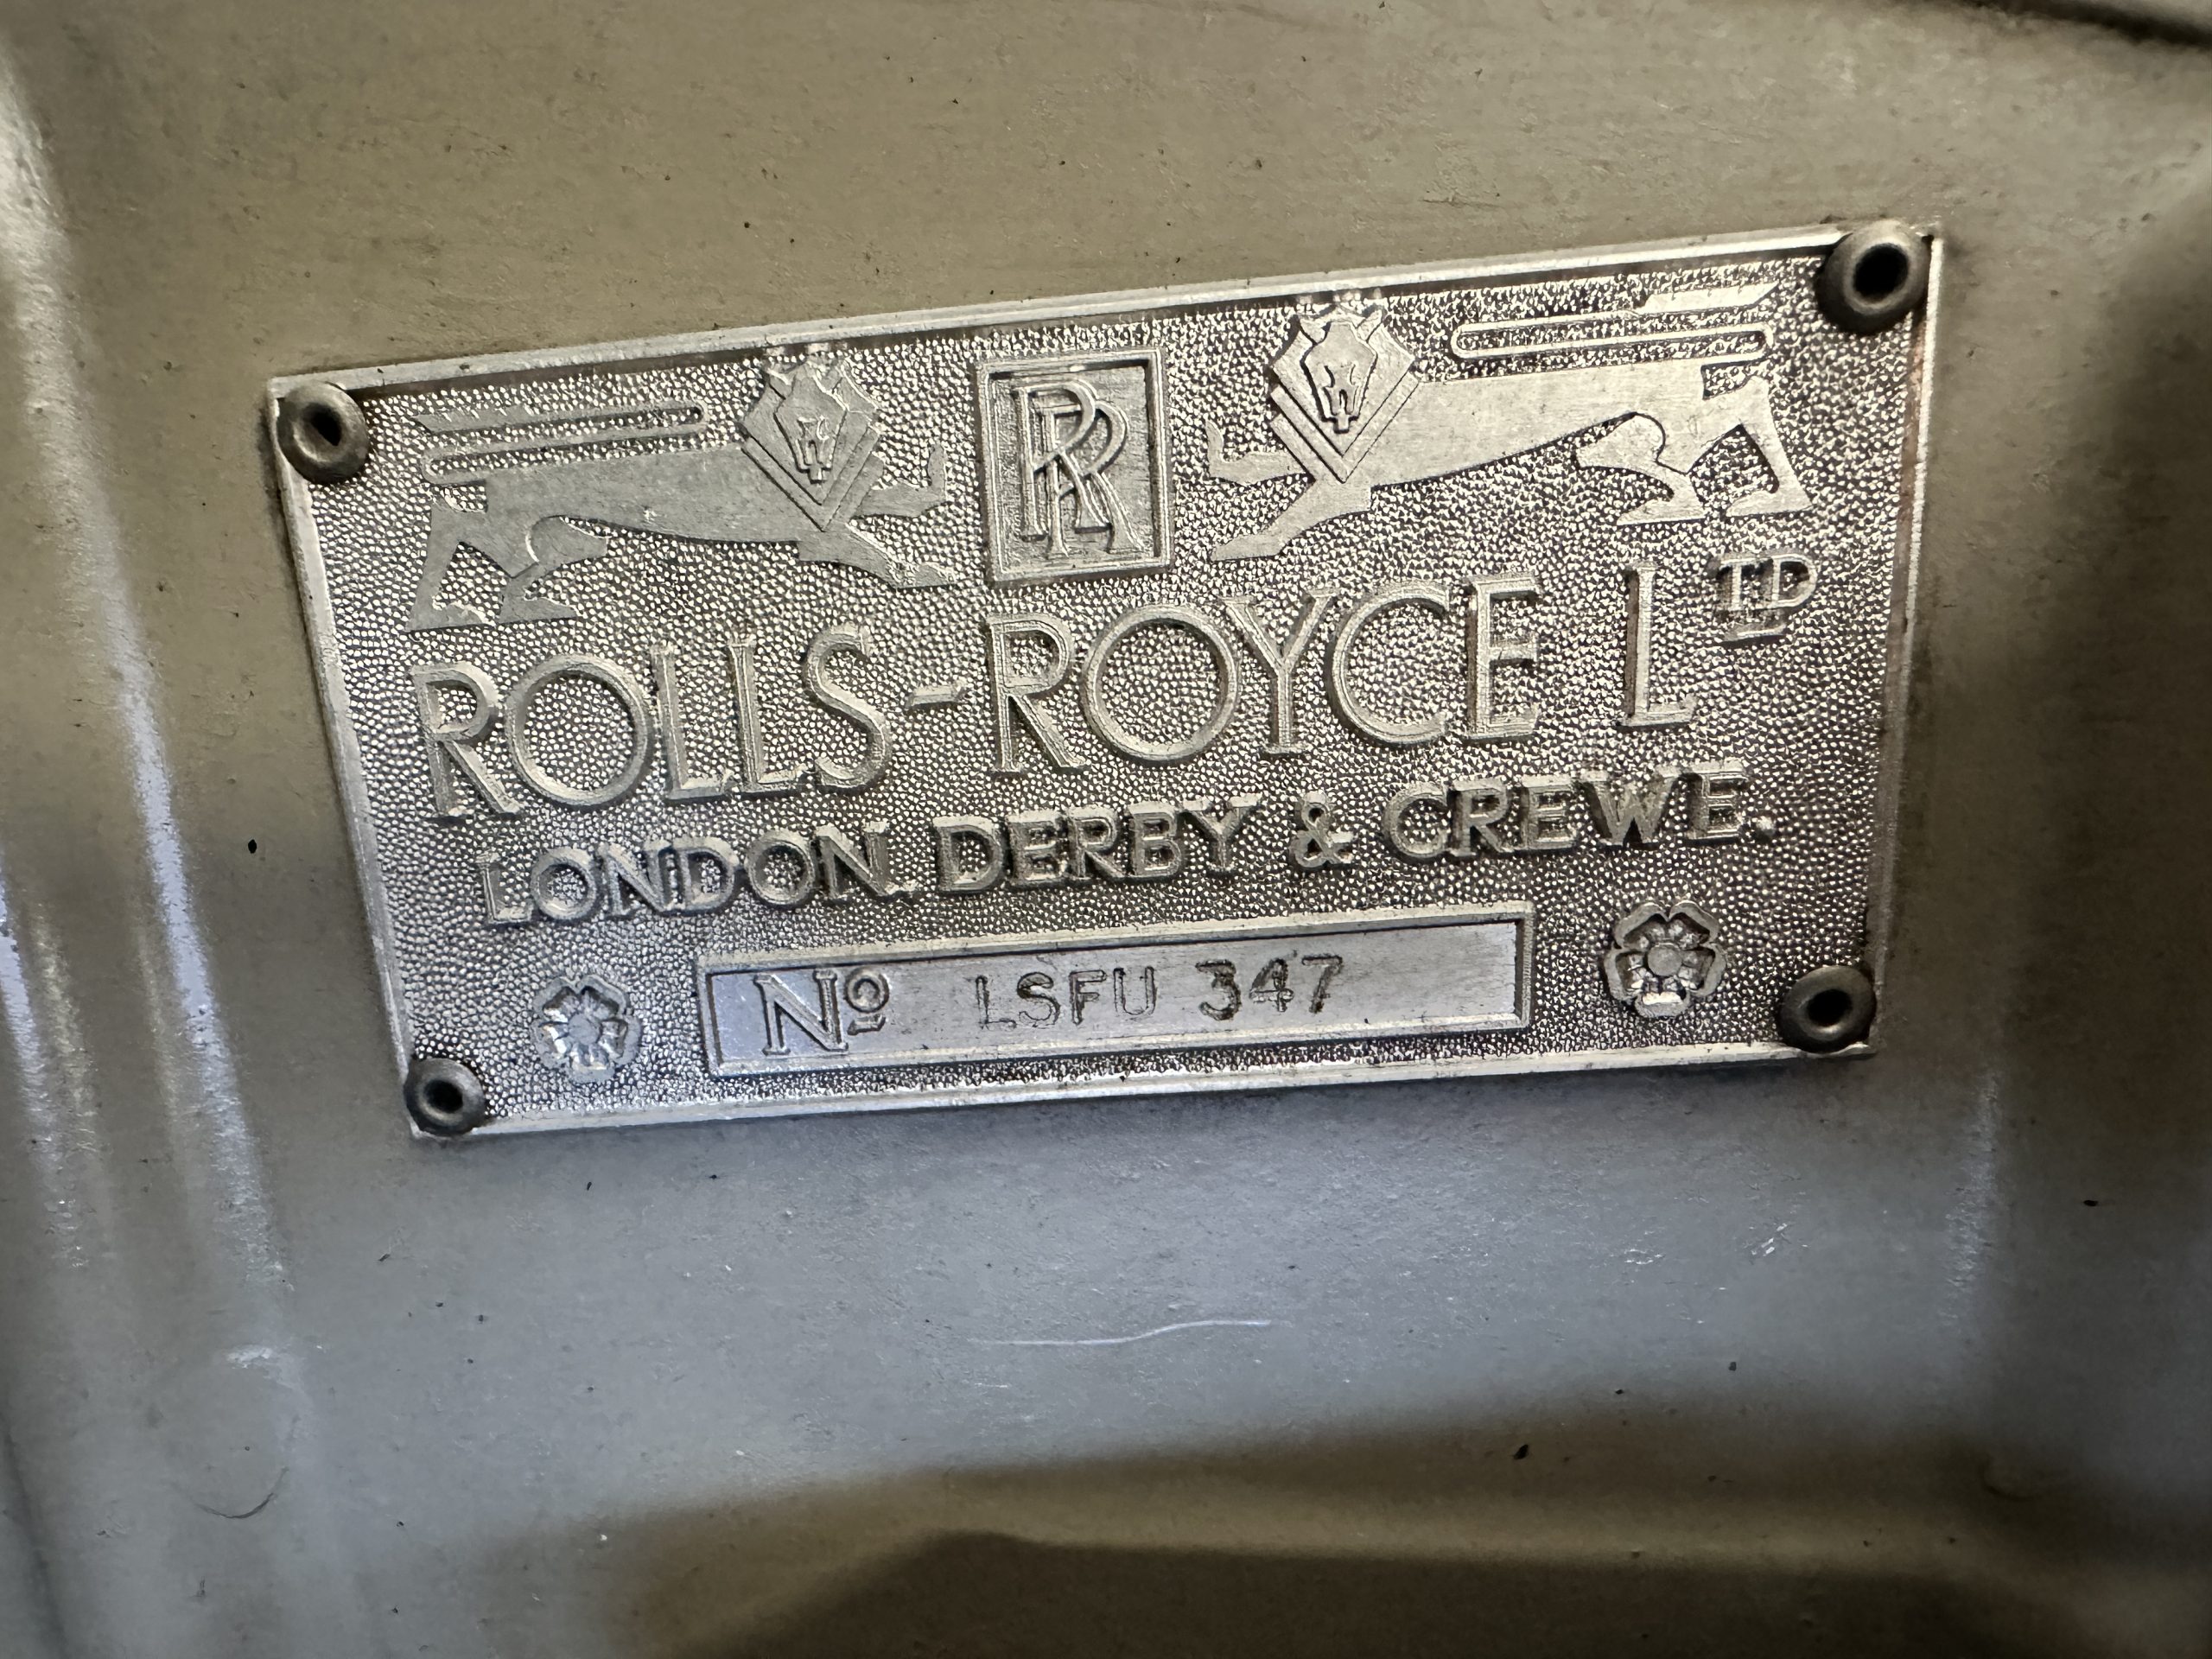 RR
ROLLS-ROYCE LTD
LONDON. DERBY & CREWE.
No LSFU 347